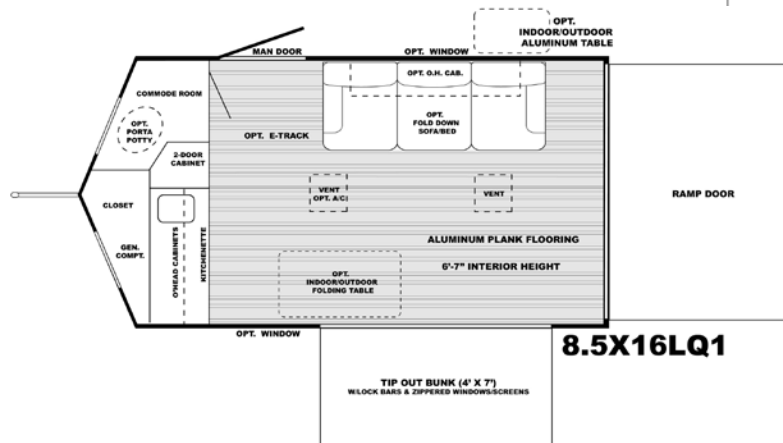 OPT.
INDOOR/OUTDOOR
ALUMINUM TABLE
MAN DOOR
OPT. WINDOW
OPT. O.H. CAB.
COMMODE ROOM
OPT.
PORTA
POTTY
OPT.
FOLD DOWN
SOFA/BED
OPT. E-TRACK
2-DOOR
CABINET
VENT
OPT. A/C
VENT
RAMP DOOR
CLOSET
GEN.
COMPT.
O'HEAD CABINETS
KITCHENETTE
ALUMINUM PLANK FLOORING
6'-7" INTERIOR HEIGHT
OPT.
INDOOR/OUTDOOR
FOLDING TABLE
OPT. WINDOW
8.5X16LQ1
TIP OUT BUNK (4' X 7')
W/LOCK BARS & ZIPPERED WINDOWS/SCREENS